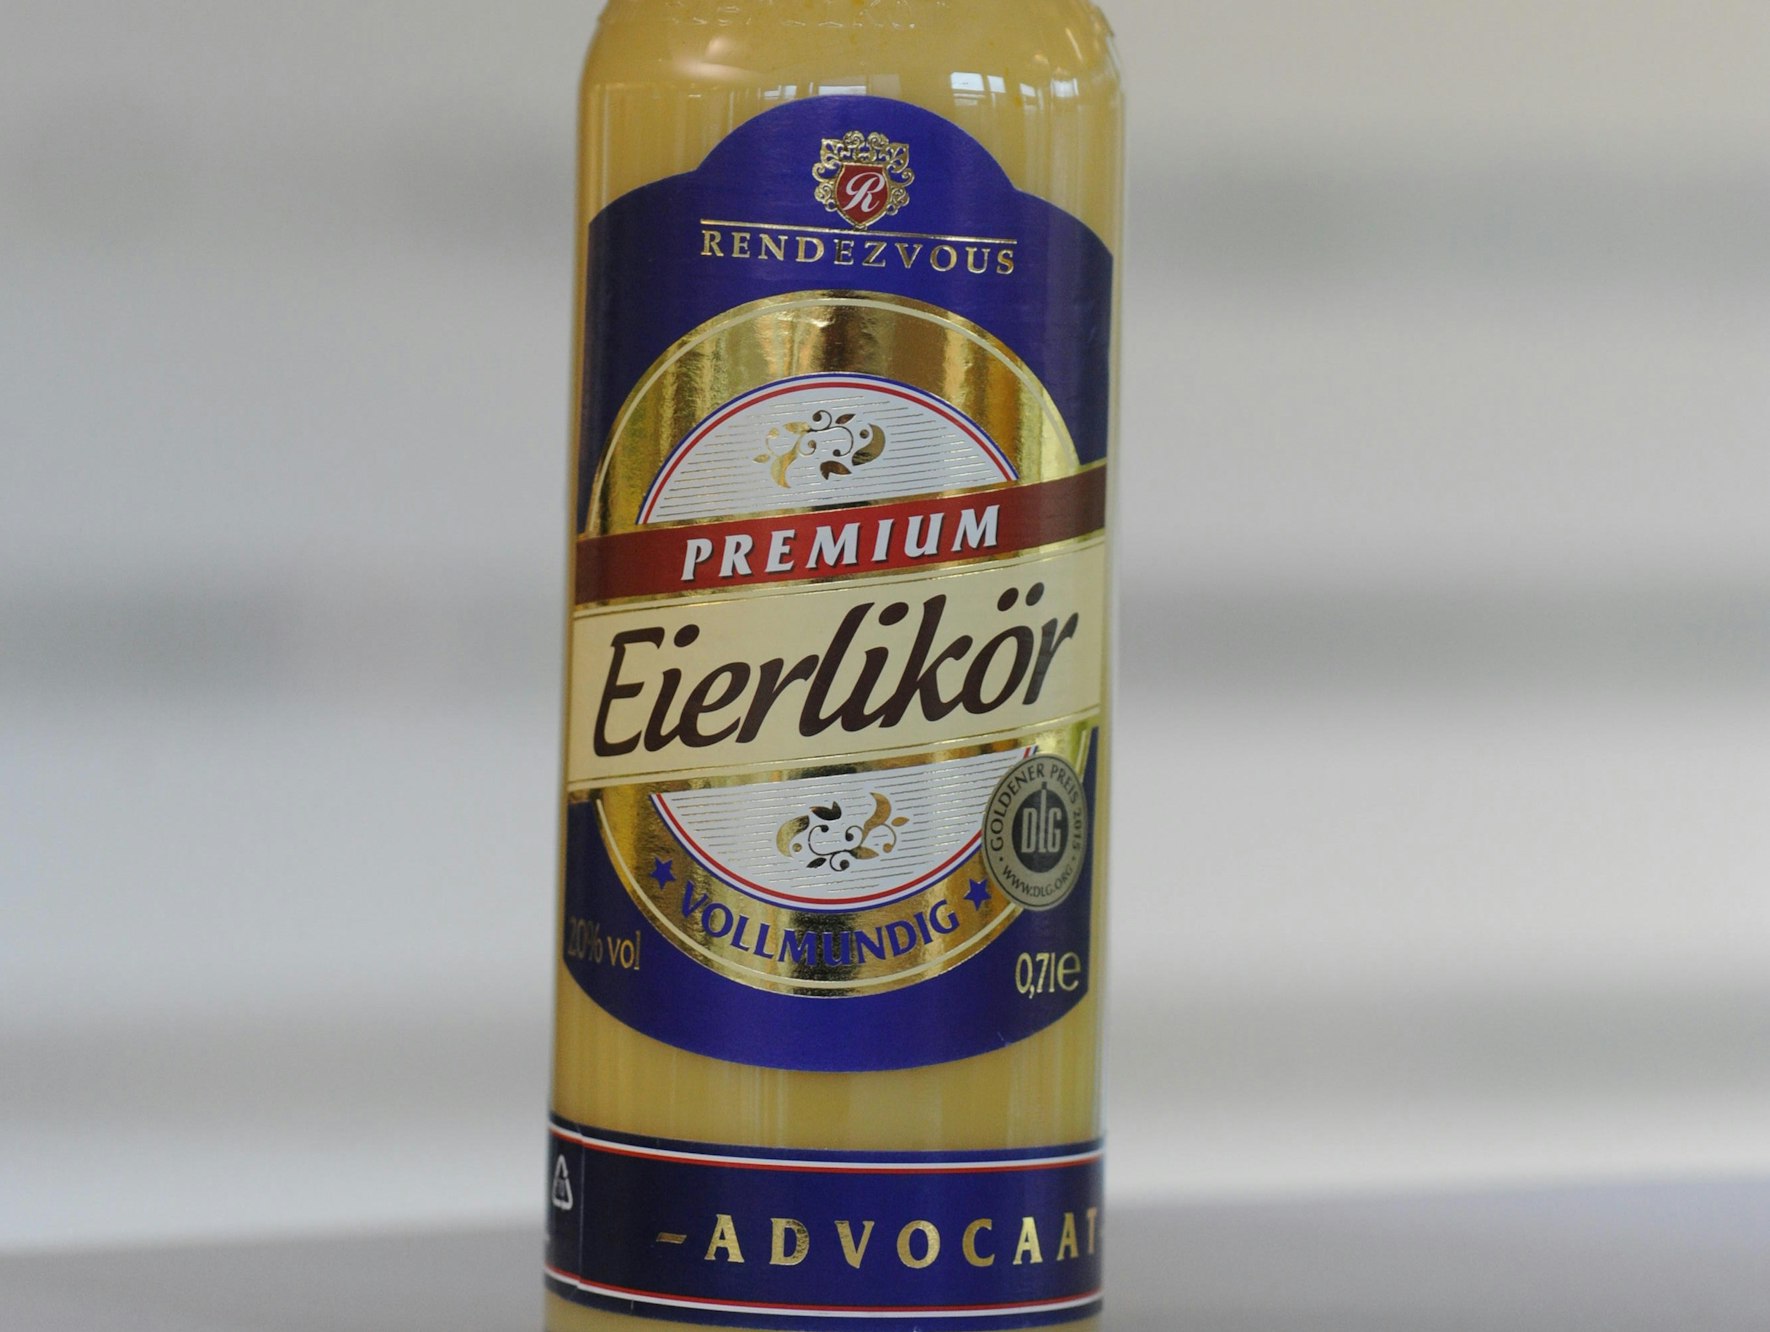 R
RENDEZVOUS
PREMIUM
Eierlikör
GOLDENER PREIS 2015
DLG
WWW.DLG.ORG
VOLLMUNDIG
20% vol
0,7l e
–ADVOCAAT